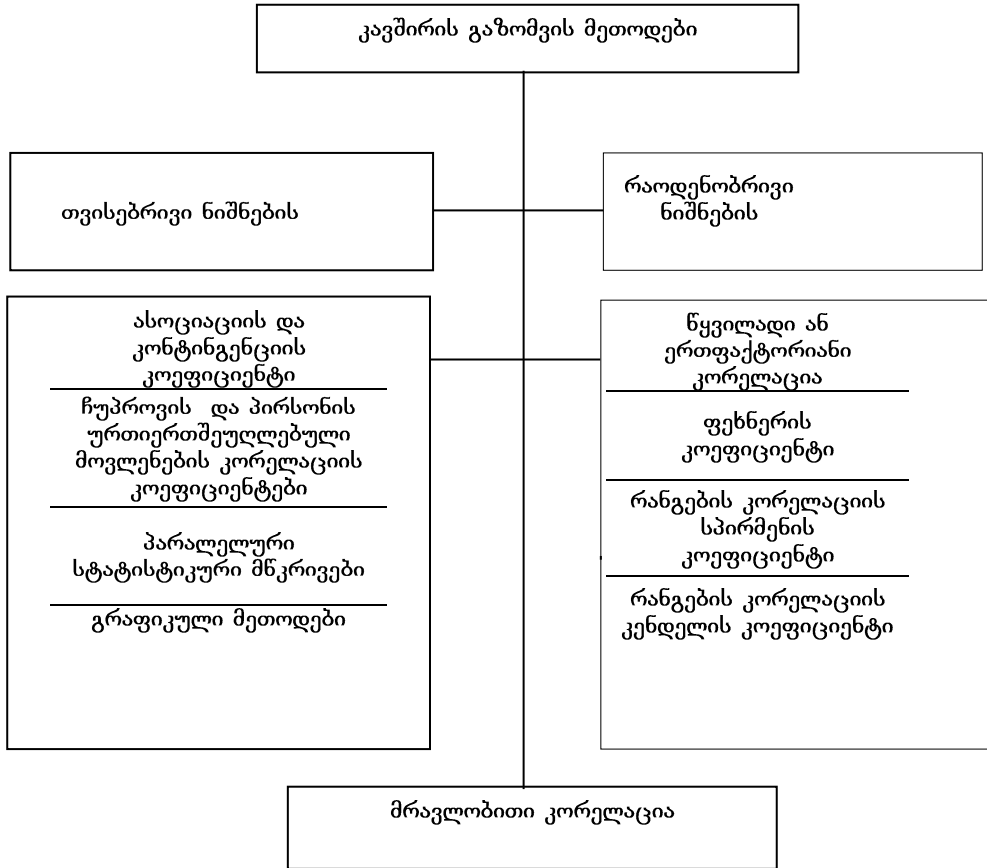 კავშირის გაზომვის მეთოდები
თვისებრივი ნიშნების
რაოდენობრივი
ნიშნების
ასოციაციის და
კონტინგენციის
კოეფიციენტი
ჩუპროვის და პირსონის
ურთიერთშეუღლებული
მოვლენების კორელაციის
კოეფიციენტები
პარალელური
სტატისტიკური მწკრივები
გრაფიკული მეთოდები
წყვილადი ან
ერთფაქტორიანი
კორელაცია
ფეხნერის
კოეფიციენტი
რანგების კორელაციის
სპირმენის
კოეფიციენტი
რანგების კორელაციის
კენდელის კოეფიციენტი
მრავლობითი კორელაცია